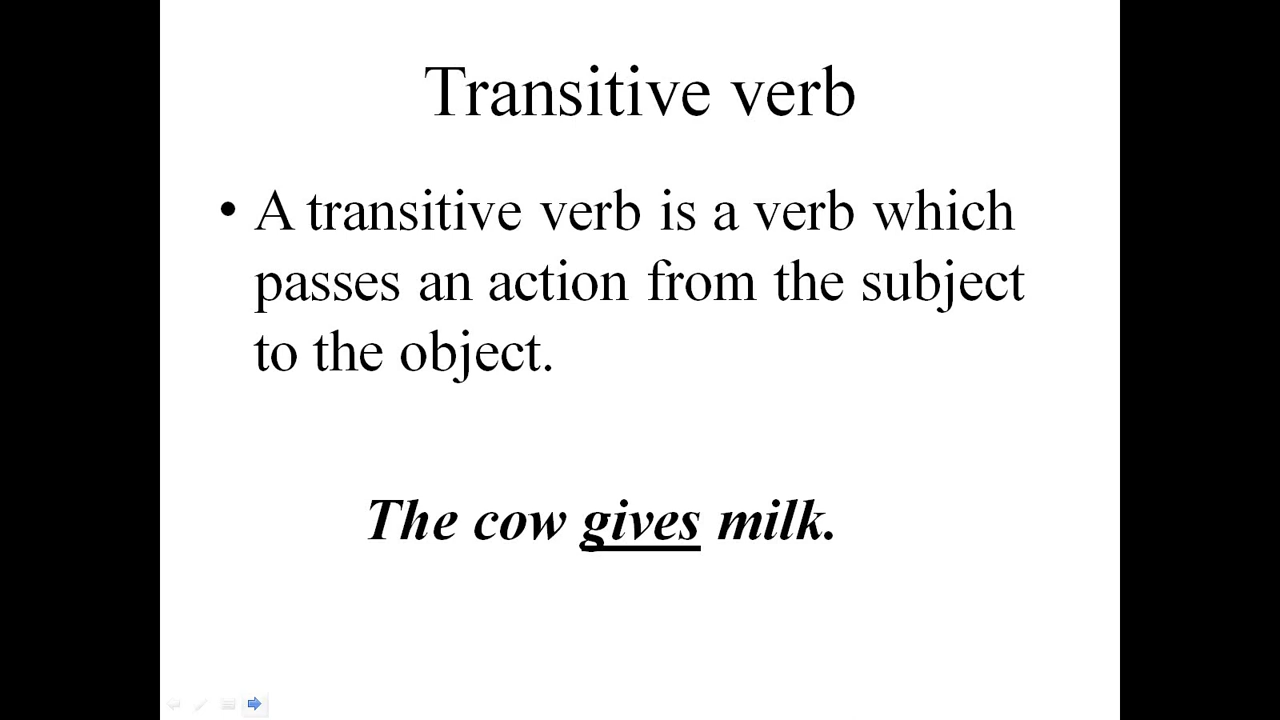 Transitive verb
• A transitive verb is a verb which
passes an action from the subject
to the object.
The cow gives milk.